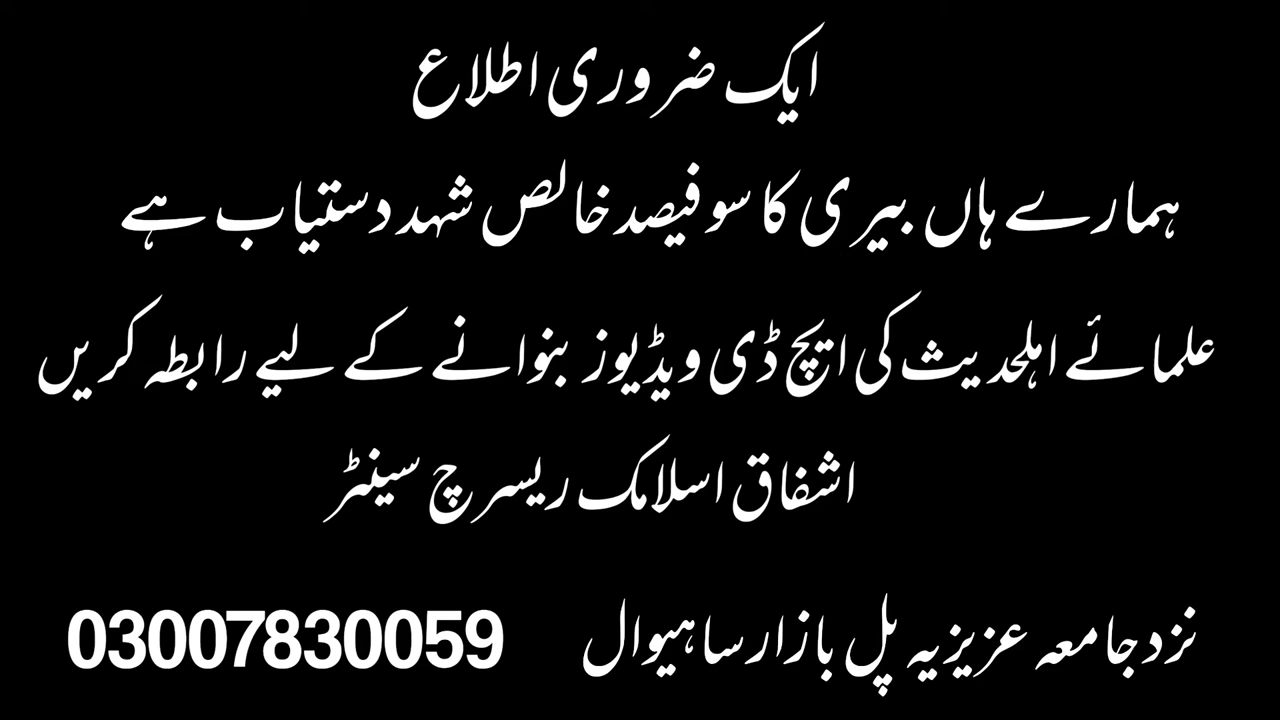 ایک ضروری اطلاع
ہمارے ہاں بیری کا سو فیصد خالص شہد دستیاب ہے
علمائے اہلحدیث کی ایچ ڈی ویڈیوز بنوانے کے لیے رابطہ کریں
اشفاق اسلامک ریسرچ سینٹر
نزد جامعہ عزیزیہ پل بازار ساہیوال 03007830059